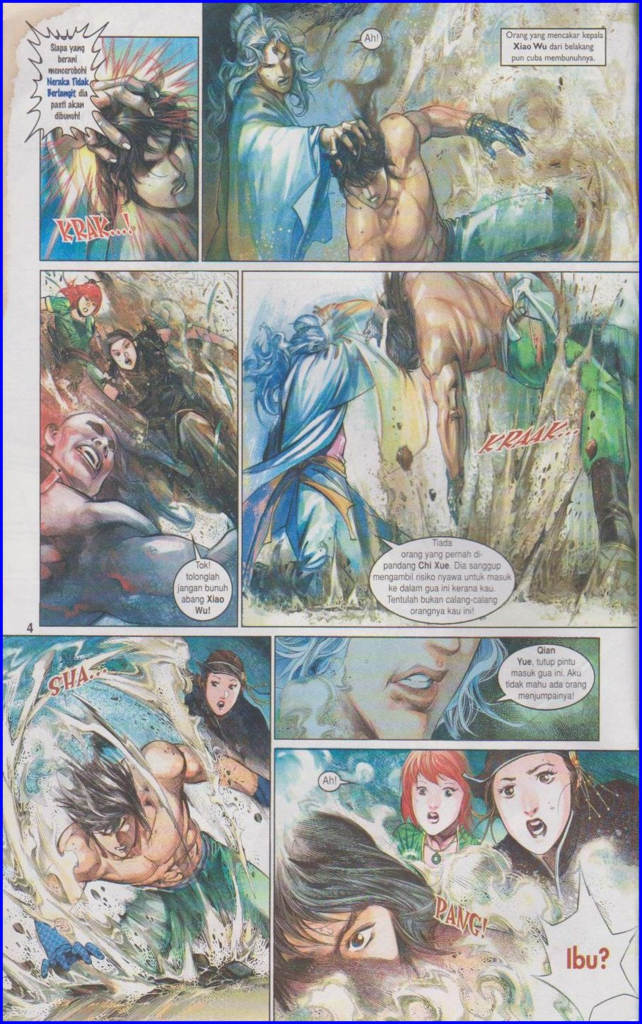 Siapa yang
berani
menceroboh
Neraka Tidak
Berlangit dia
pasti akan
dibunuh!
KRAK...!
Ah!
Orang yang mencakar kepala
Xiao Wu dari belakang
pun cuba membunuhnya.
Tok!
tolonglah
jangan bunuh
abang Xiao
Wu!
KRAAK...
Tiada
orang yang pernah di-
pandang Chi Xue. Dia sanggup
mengambil risiko nyawa untuk masuk
ke dalam gua ini kerana kau.
Tentulah bukan calang-calang
orangnya kau ini!
4
SHA...
Qian
Yue, tutup pintu
masuk gua ini. Aku
tidak mahu ada orang
menjumpainya!
Ah!
PANG!
Ibu?